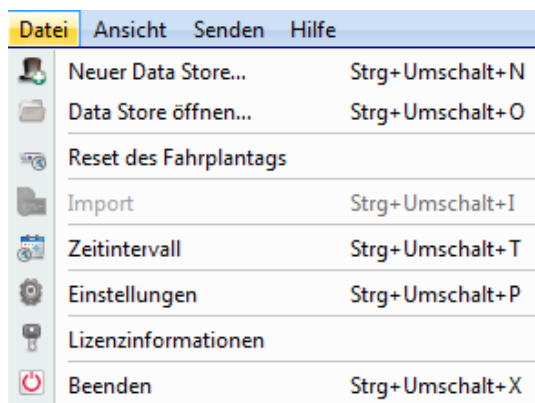 Datei Ansicht Senden Hilfe
Neuer Data Store... Strg+Umschalt+N
Data Store öffnen... Strg+Umschalt+O
Reset des Fahrplantags
Import Strg+Umschalt+I
Zeitintervall Strg+Umschalt+T
Einstellungen Strg+Umschalt+P
Lizenzinformationen
Beenden Strg+Umschalt+X